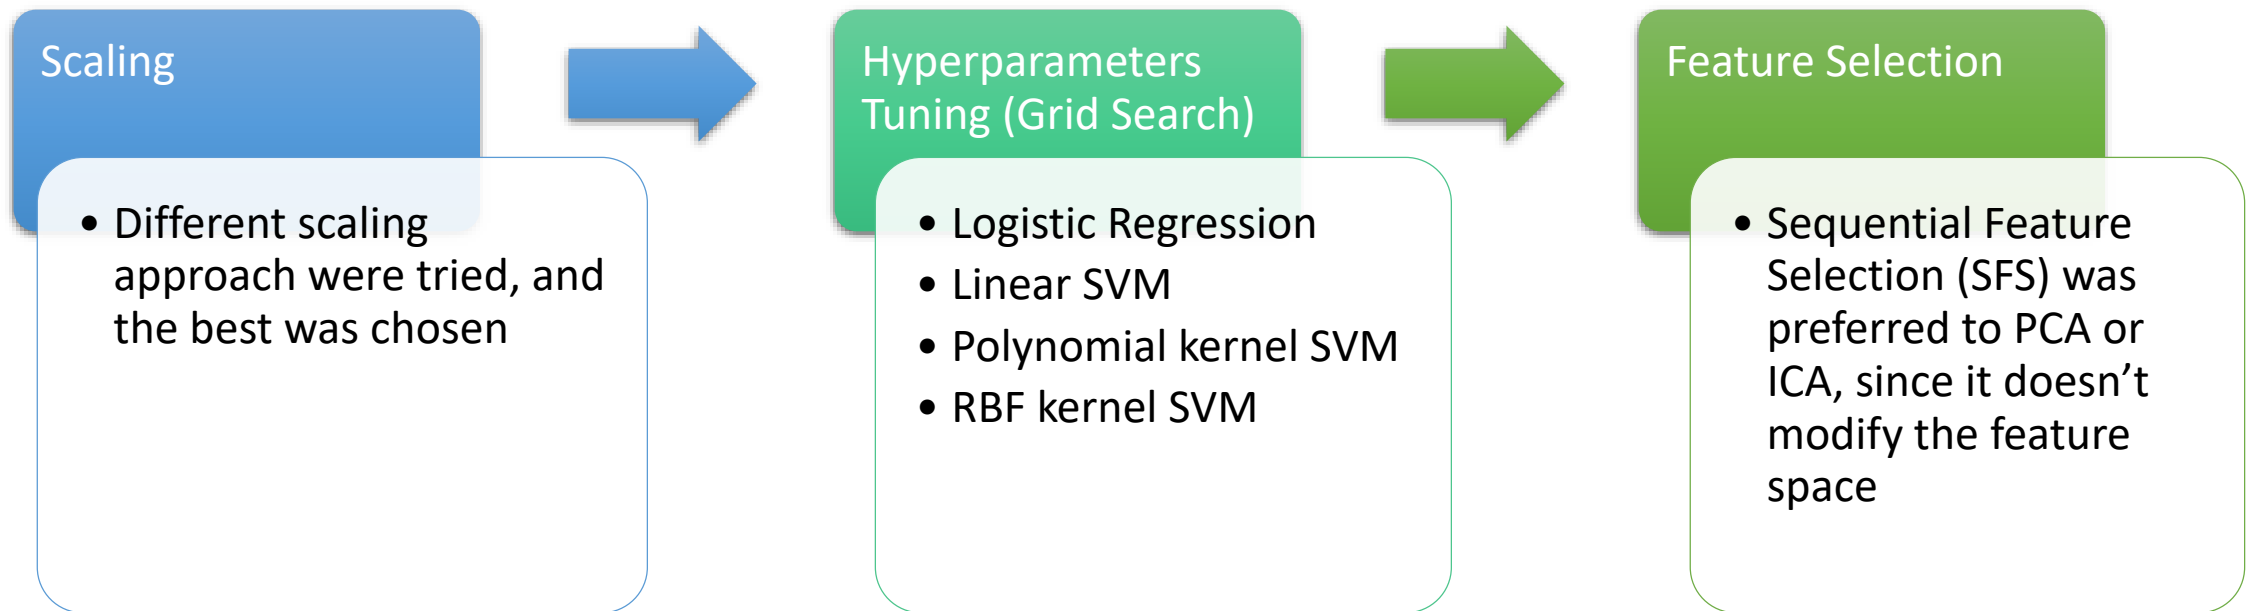 Scaling
• Different scaling
approach were tried, and
the best was chosen
Hyperparameters
Tuning (Grid Search)
• Logistic Regression
• Linear SVM
• Polynomial kernel SVM
• RBF kernel SVM
Feature Selection
• Sequential Feature
Selection (SFS) was
preferred to PCA or
ICA, since it doesn’t
modify the feature
space